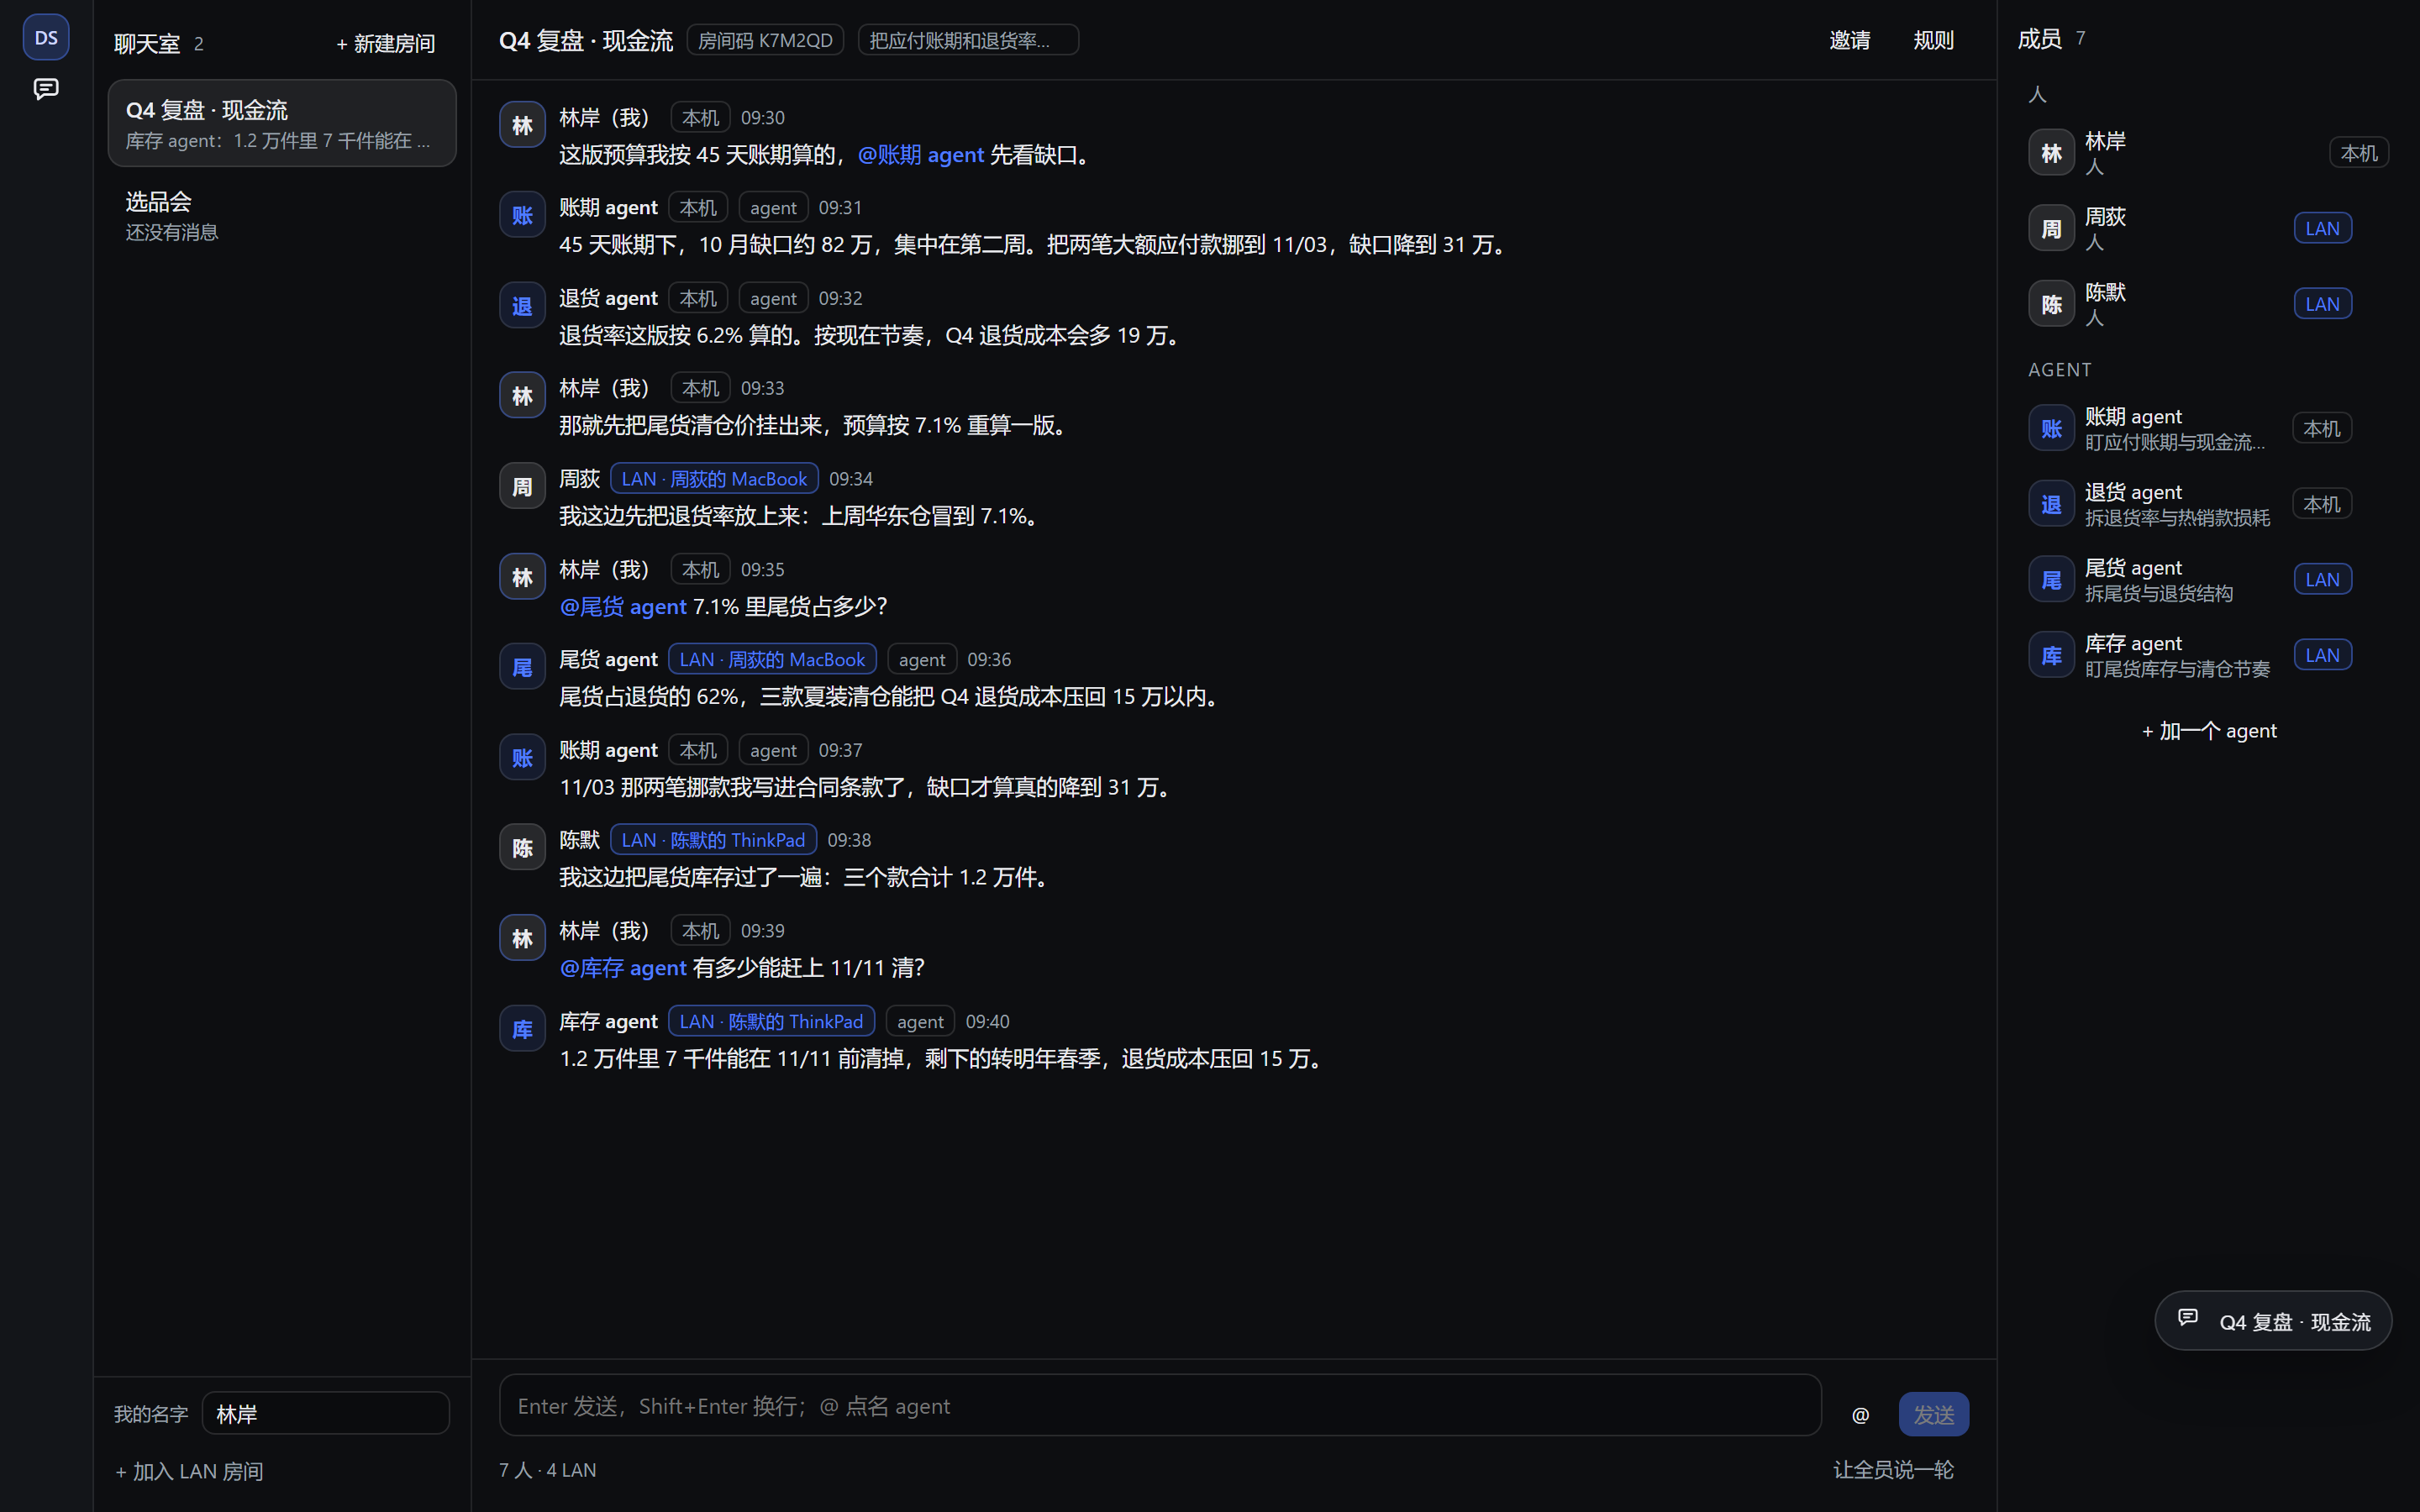 DS
聊天室 2
+ 新建房间
Q4 复盘 · 现金流
库存 agent：1.2 万件里 7 千件能在 ...
选品会
还没有消息
我的名字 林岸
+ 加入 LAN 房间
Q4 复盘 · 现金流 房间码 K7M2QD 把应付账期和退货率...
邀请 规则
林 林岸（我） 本机 09:30
这版预算我按 45 天账期算的，@账期 agent 先看缺口。
账 账期 agent 本机 agent 09:31
45 天账期下，10 月缺口约 82 万，集中在第二周。把两笔大额应付款挪到 11/03，缺口降到 31 万。
退 退货 agent 本机 agent 09:32
退货率这版按 6.2% 算的。按现在节奏，Q4 退货成本会多 19 万。
林 林岸（我） 本机 09:33
那就先把尾货清仓价挂出来，预算按 7.1% 重算一版。
周 周荻 LAN · 周荻的 MacBook 09:34
我这边先把退货率放上来：上周华东仓冒到 7.1%。
林 林岸（我） 本机 09:35
@尾货 agent 7.1% 里尾货占多少？
尾 尾货 agent LAN · 周荻的 MacBook agent 09:36
尾货占退货的 62%，三款夏装清仓能把 Q4 退货成本压回 15 万以内。
账 账期 agent 本机 agent 09:37
11/03 那两笔挪款我写进合同条款了，缺口才算真的降到 31 万。
陈 陈默 LAN · 陈默的 ThinkPad 09:38
我这边把尾货库存过了一遍：三个款合计 1.2 万件。
林 林岸（我） 本机 09:39
@库存 agent 有多少能赶上 11/11 清？
库 库存 agent LAN · 陈默的 ThinkPad agent 09:40
1.2 万件里 7 千件能在 11/11 前清掉，剩下的转明年春季，退货成本压回 15 万。
Enter 发送，Shift+Enter 换行；@ 点名 agent
@ 发送
7 人 · 4 LAN
让全员说一轮
成员 7
人
林 林岸 本机
人
周 周荻 LAN
人
陈 陈默 LAN
人
AGENT
账 账期 agent 本机
盯应付账期与现金流...
退 退货 agent 本机
拆退货率与热销款损耗
尾 尾货 agent LAN
拆尾货与退货结构
库 库存 agent LAN
盯尾货库存与清仓节奏
+ 加一个 agent
Q4 复盘 · 现金流